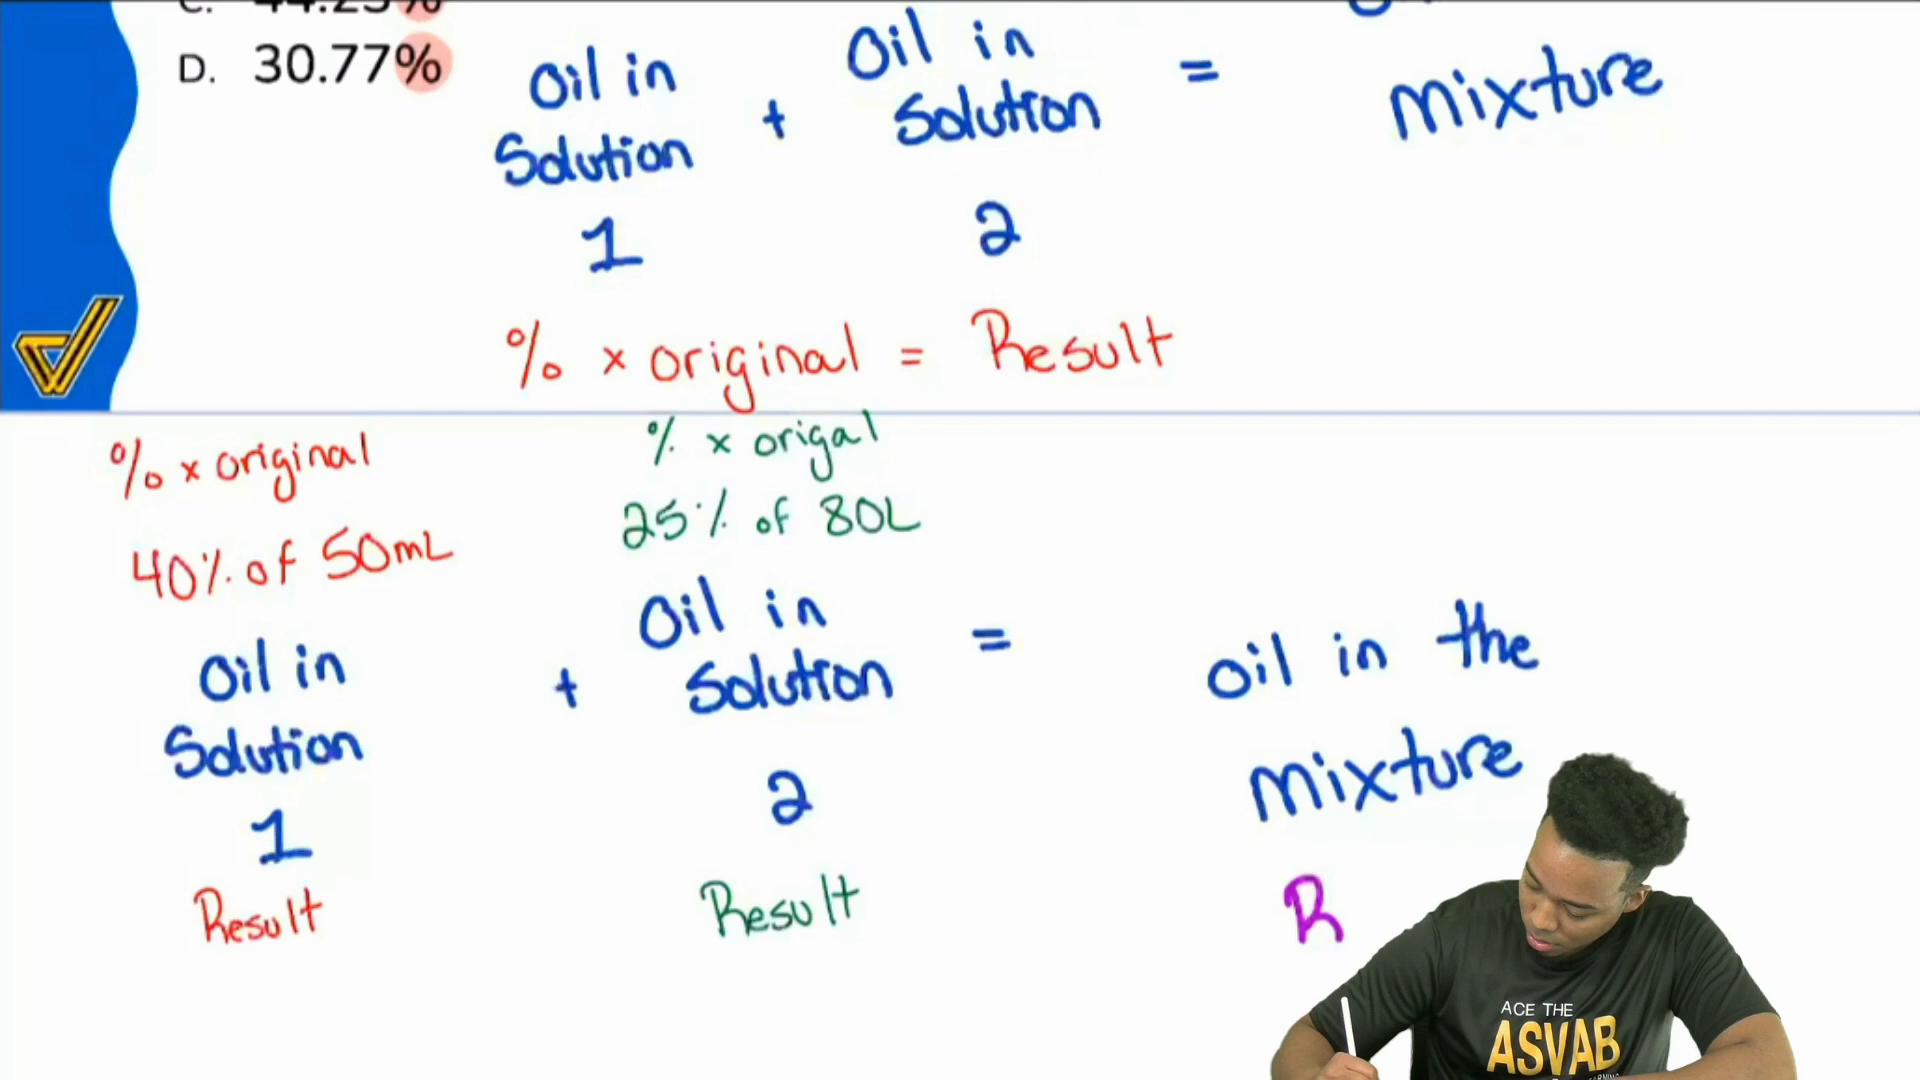 D. 30.77%
Oil in
Solution
1
+
Oil in
Solution
2
=
mixture
% × original = Result
% × original
40% of 50mL
Oil in
Solution
1
Result
+
% × origal
25% of 80L
Oil in
Solution
2
Result
=
oil in the
mixture
R
ACE THE
ASVAB